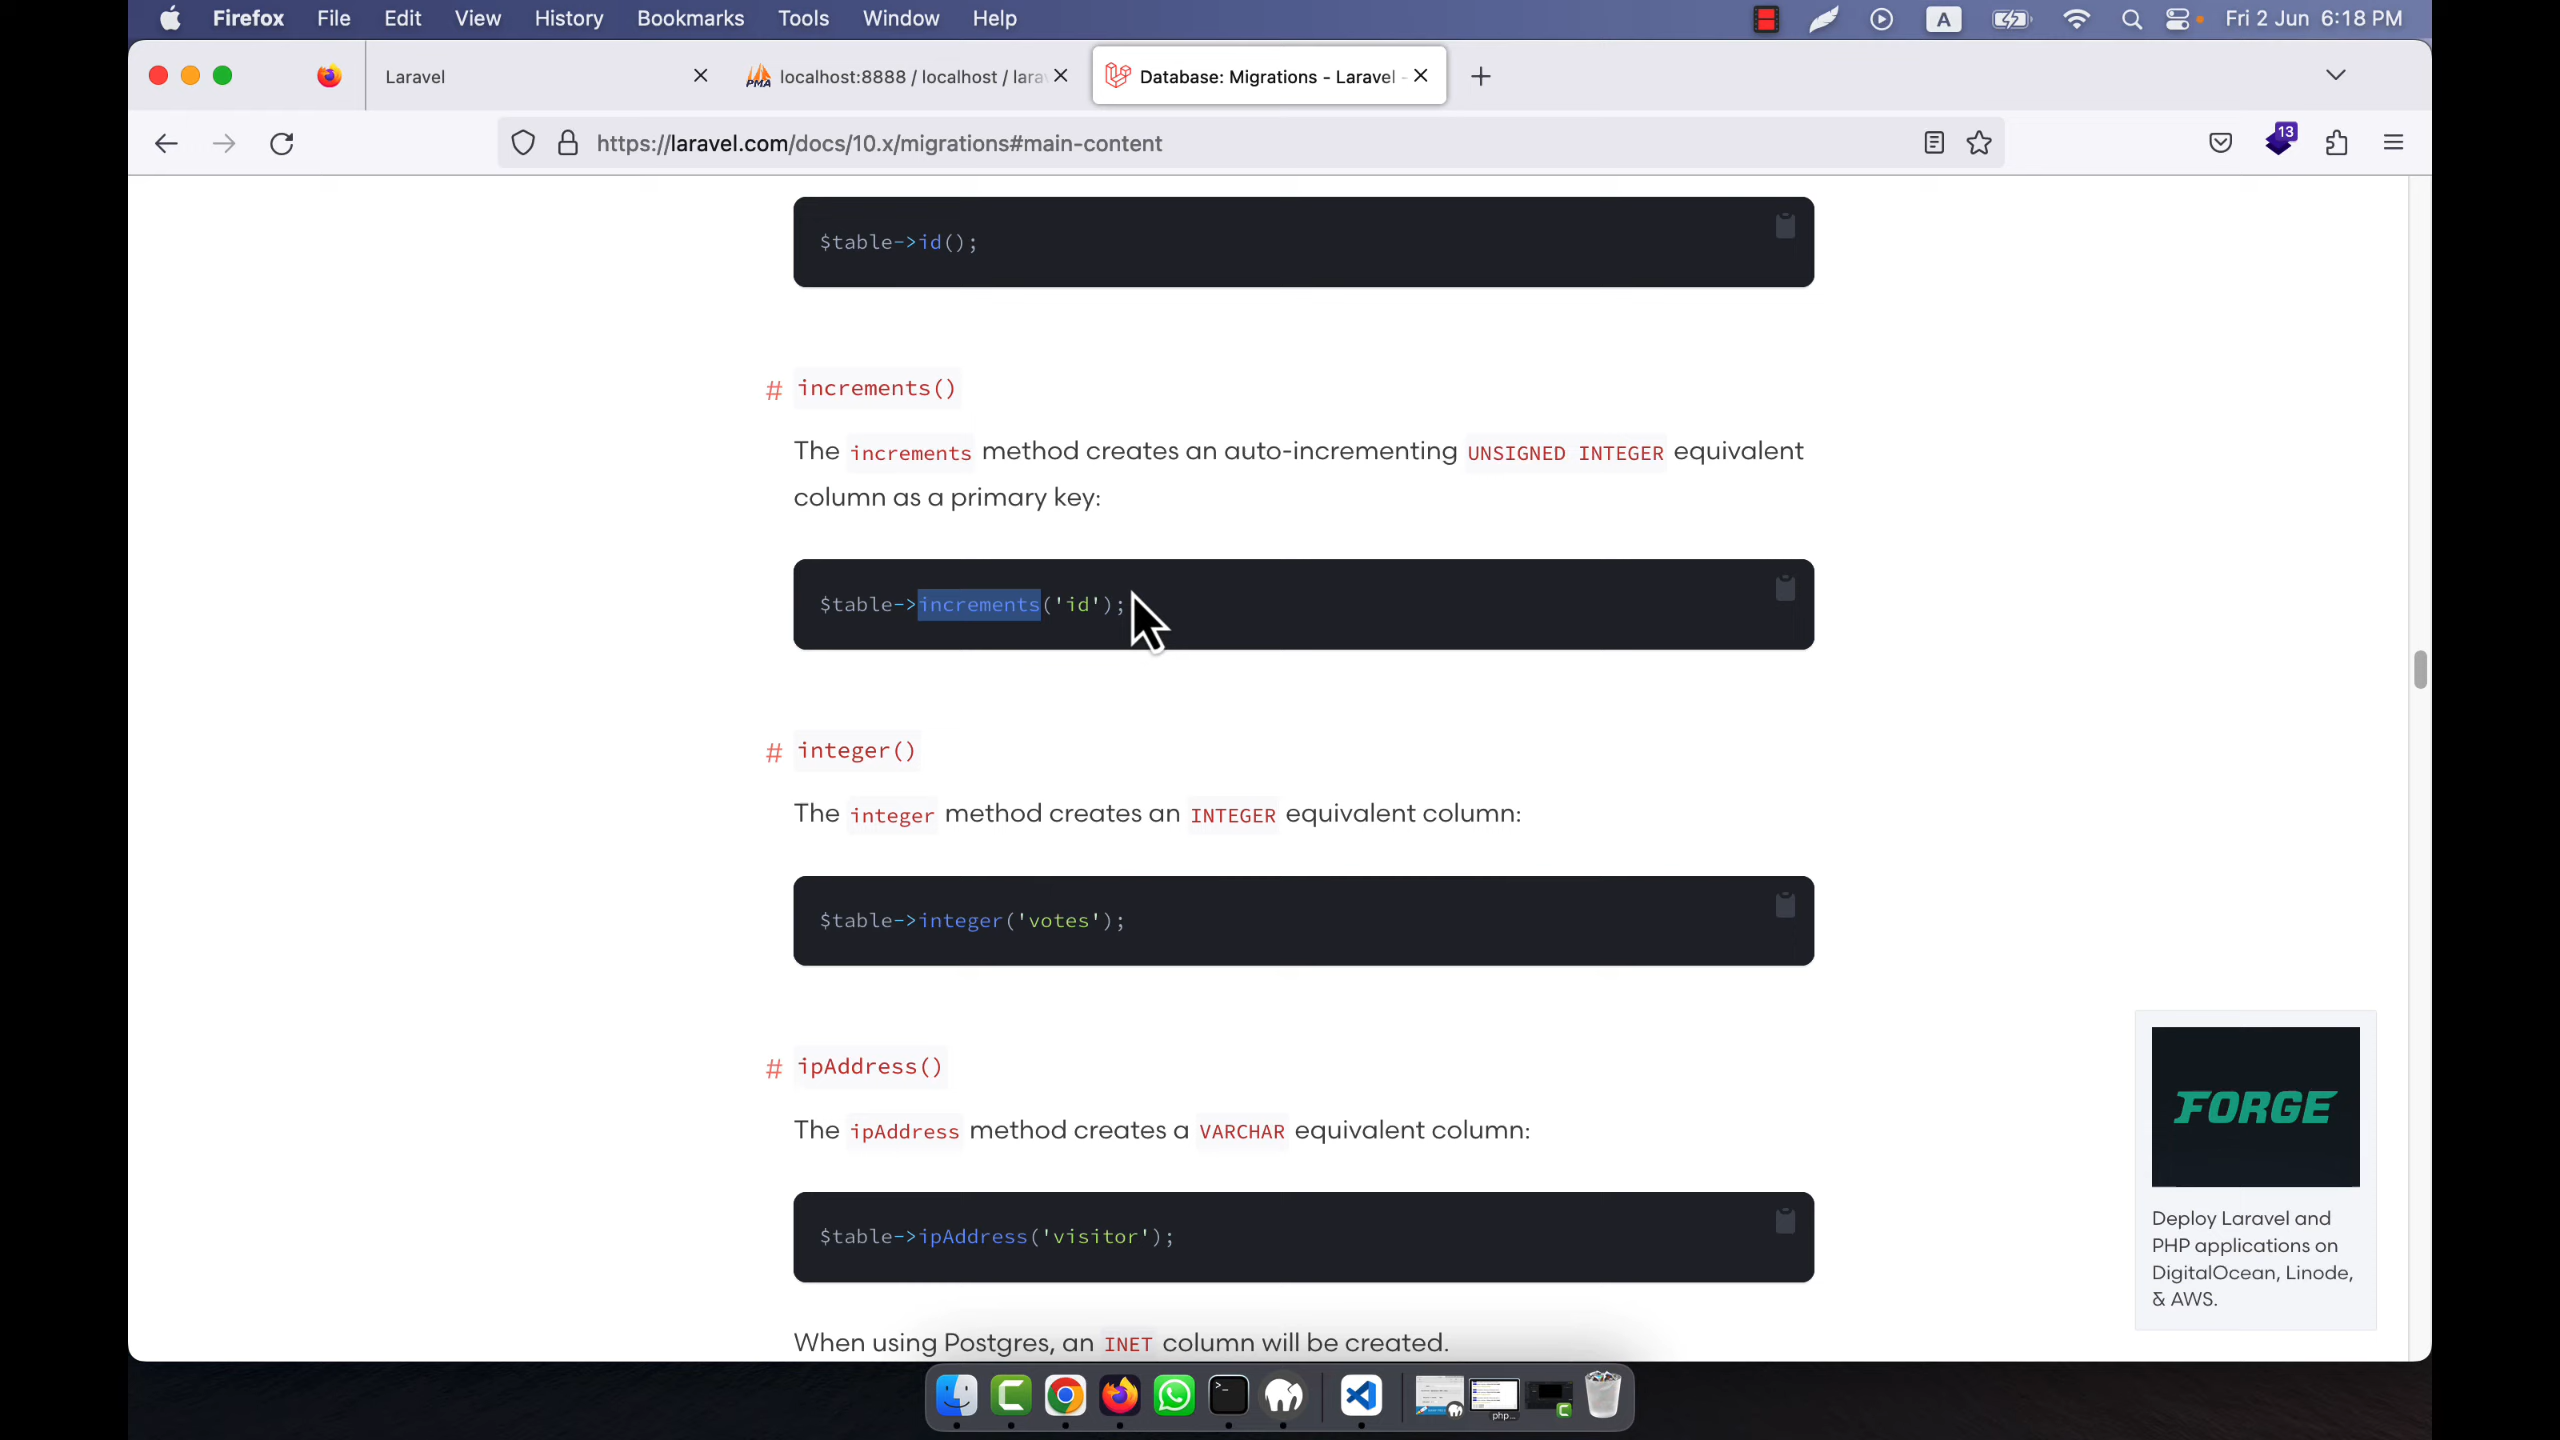 Firefox File Edit View History Bookmarks Tools Window Help A Fri 2 Jun 6:18 PM
Laravel
localhost:8888 / localhost / lara
Database: Migrations - Laravel -
https://laravel.com/docs/10.x/migrations#main-content
13
$table->id();
# increments()
The increments method creates an auto-incrementing UNSIGNED INTEGER equivalent
column as a primary key:
$table->increments('id');
# integer()
The integer method creates an INTEGER equivalent column:
$table->integer('votes');
# ipAddress()
The ipAddress method creates a VARCHAR equivalent column:
$table->ipAddress('visitor');
When using Postgres, an INET column will be created.
FORGE
Deploy Laravel and
PHP applications on
DigitalOcean, Linode,
& AWS.
php...